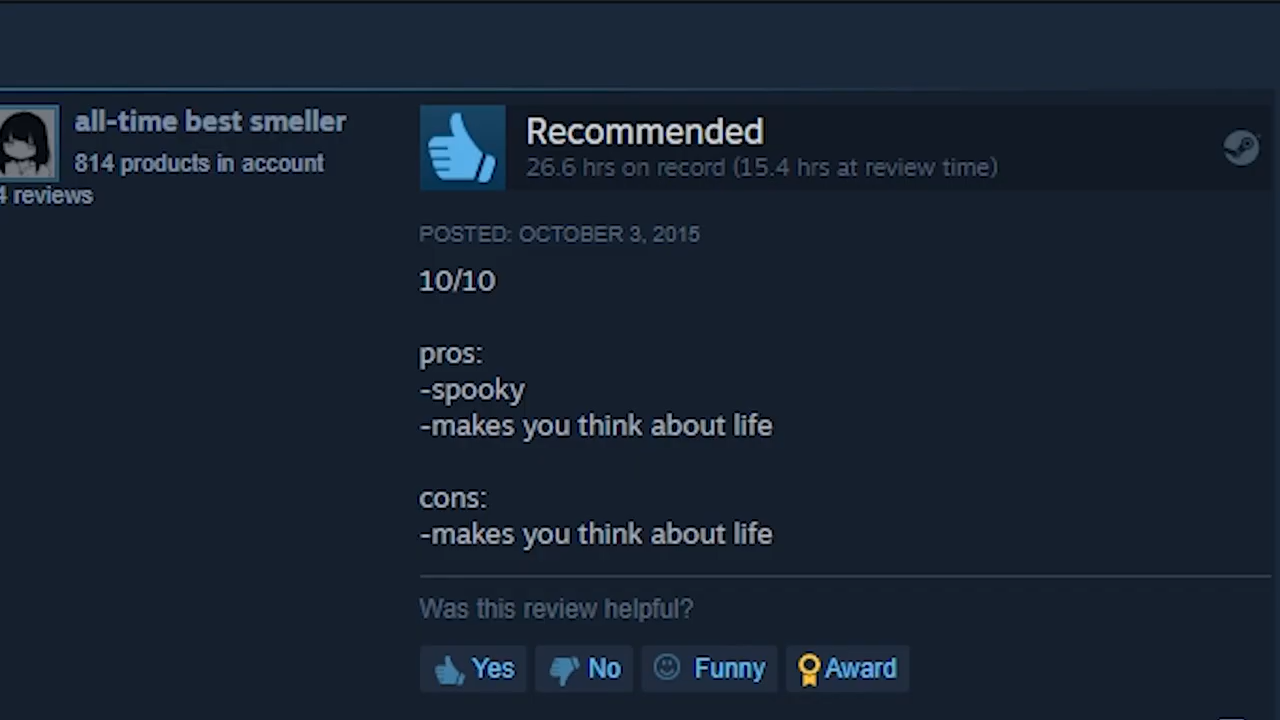 all-time best smeller
814 products in account
4 reviews
Recommended
26.6 hrs on record (15.4 hrs at review time)
POSTED: OCTOBER 3, 2015
10/10
pros:
-spooky
-makes you think about life
cons:
-makes you think about life
Was this review helpful?
Yes No Funny Award